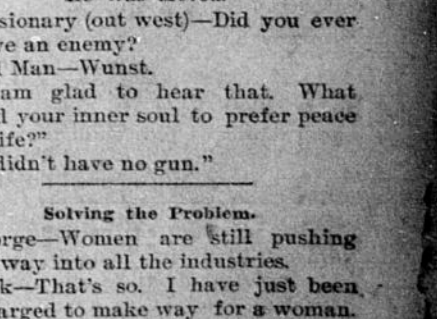 sionary (out west)—Did you ever
ve an enemy?
Man—Wunst.
am glad to hear that. What
d your inner soul to prefer peace
ife?"
didn't have no gun."
Solving the Problem.
rge—Women are still pushing
way into all the industries.
k—That's so. I have just been
arged to make way for a woman.